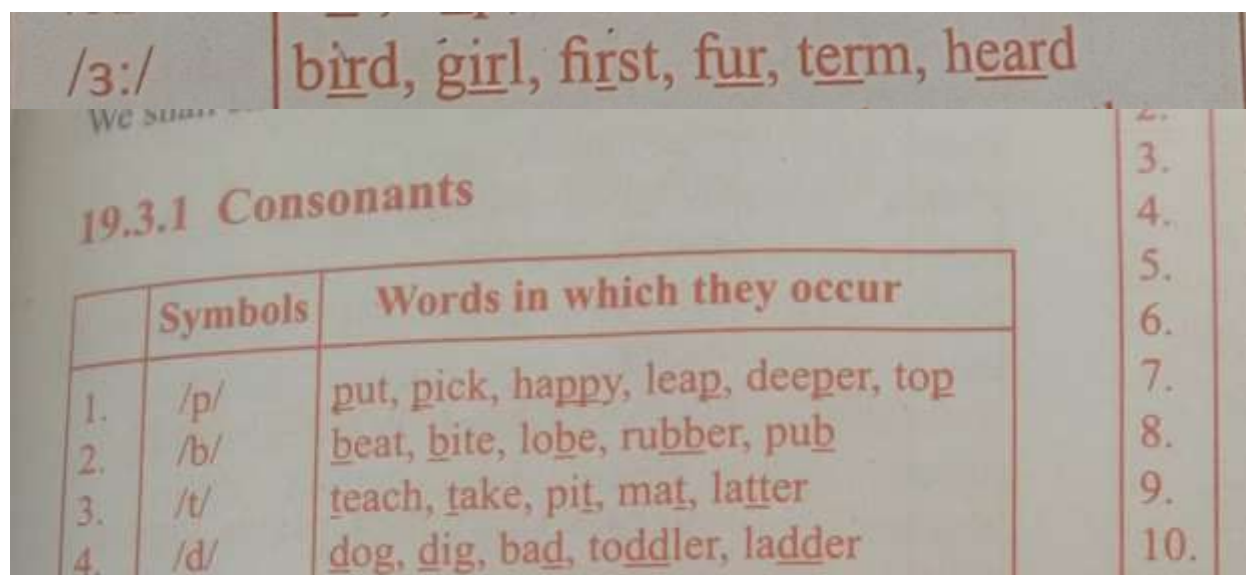 /ɜ:/ bird, girl, first, fur, term, heard
We
19.3.1 Consonants
Symbols Words in which they occur
1. /p/ put, pick, happy, leap, deeper, top
2. /b/ beat, bite, lobe, rubber, pub
3. /t/ teach, take, pit, mat, latter
4. /d/ dog, dig, bad, toddler, ladder
2.
3.
4.
5.
6.
7.
8.
9.
10.